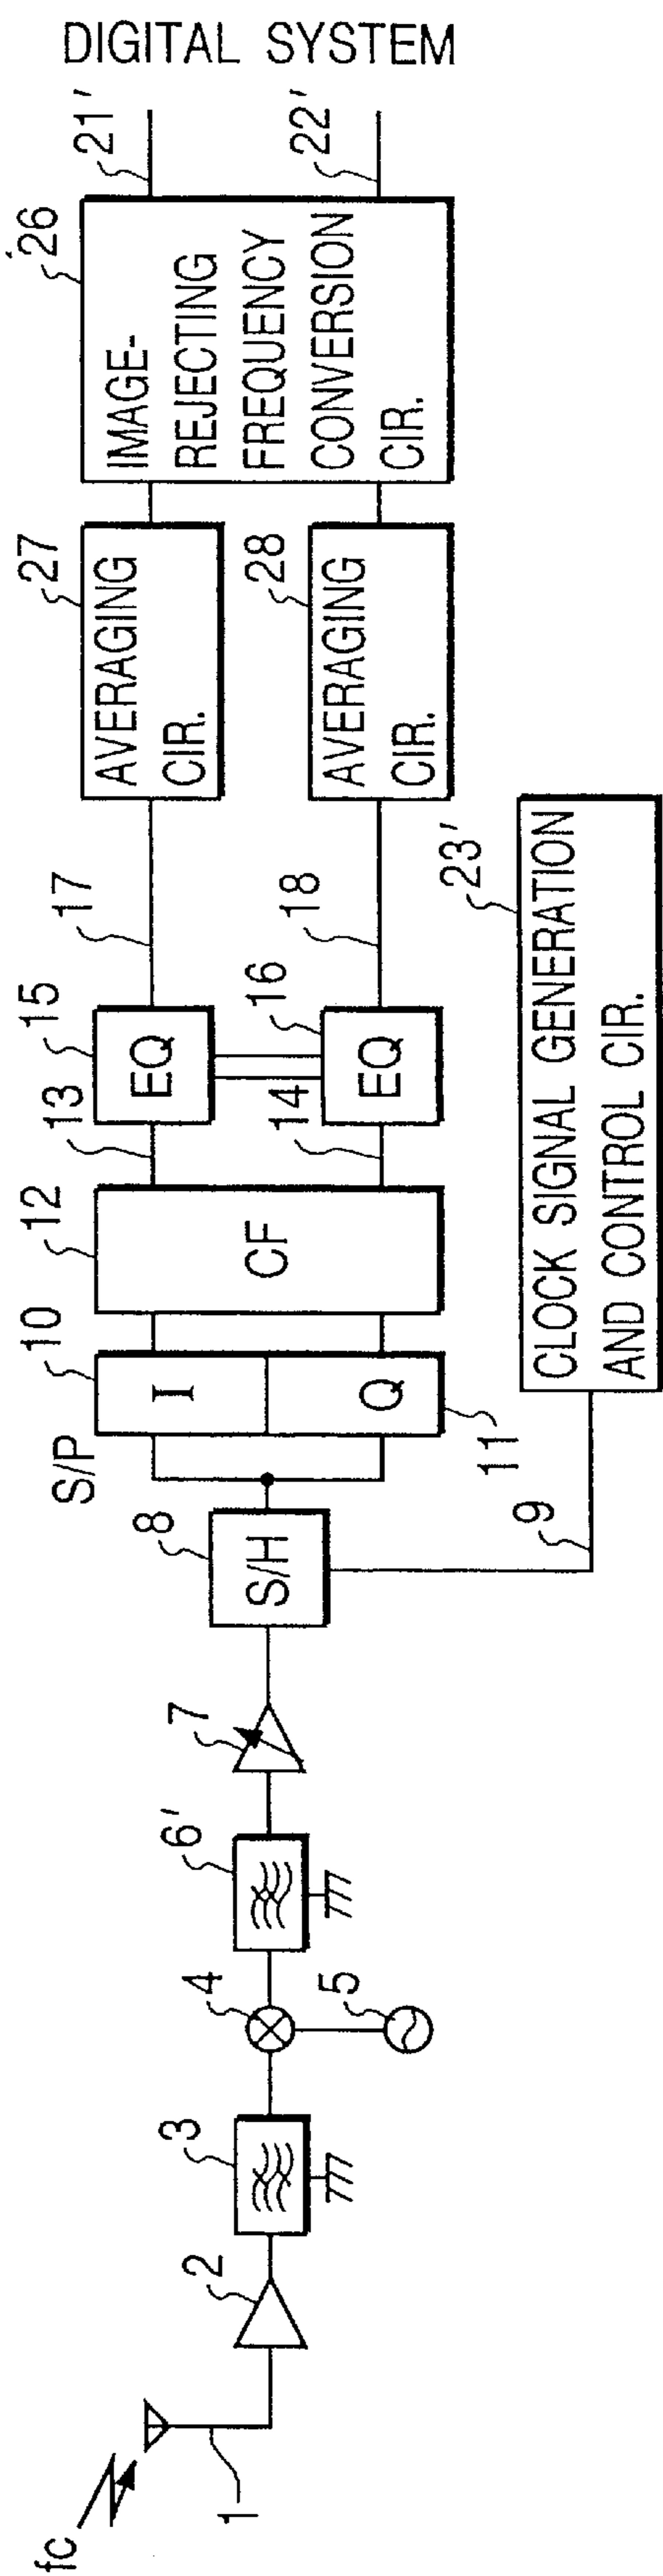 DIGITAL SYSTEM
21'
22'
26
IMAGE-
REJECTING
FREQUENCY
CONVERSION
CIR.
27
AVERAGING
CIR.
28
AVERAGING
CIR.
17
18
23'
CLOCK SIGNAL GENERATION
AND CONTROL CIR.
15
EQ
16
EQ
13
14
12
CF
10
I
Q
11
S/P
8
S/H
9
7
6'
4
5
3
2
1
fc